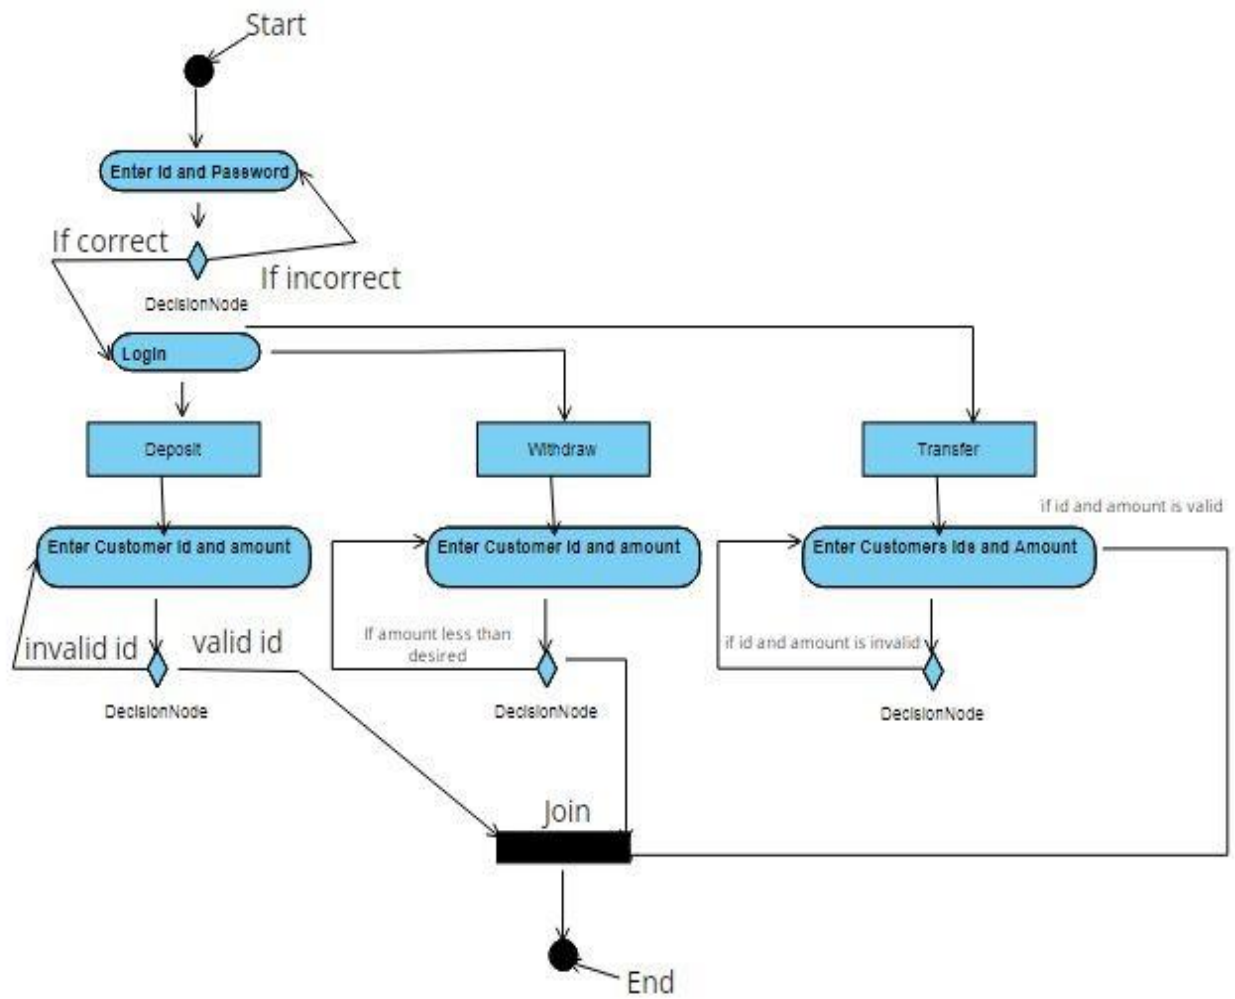 Start
Enter Id and Password
If correct
If incorrect
DecisionNode
Login
Deposit
Withdraw
Transfer
if id and amount is valid
Enter Customer Id and amount
Enter Customer Id and amount
Enter Customers Ids and Amount
invalid id
valid id
If amount less than
desired
if id and amount is invalid
DecisionNode
DecisionNode
DecisionNode
Join
End